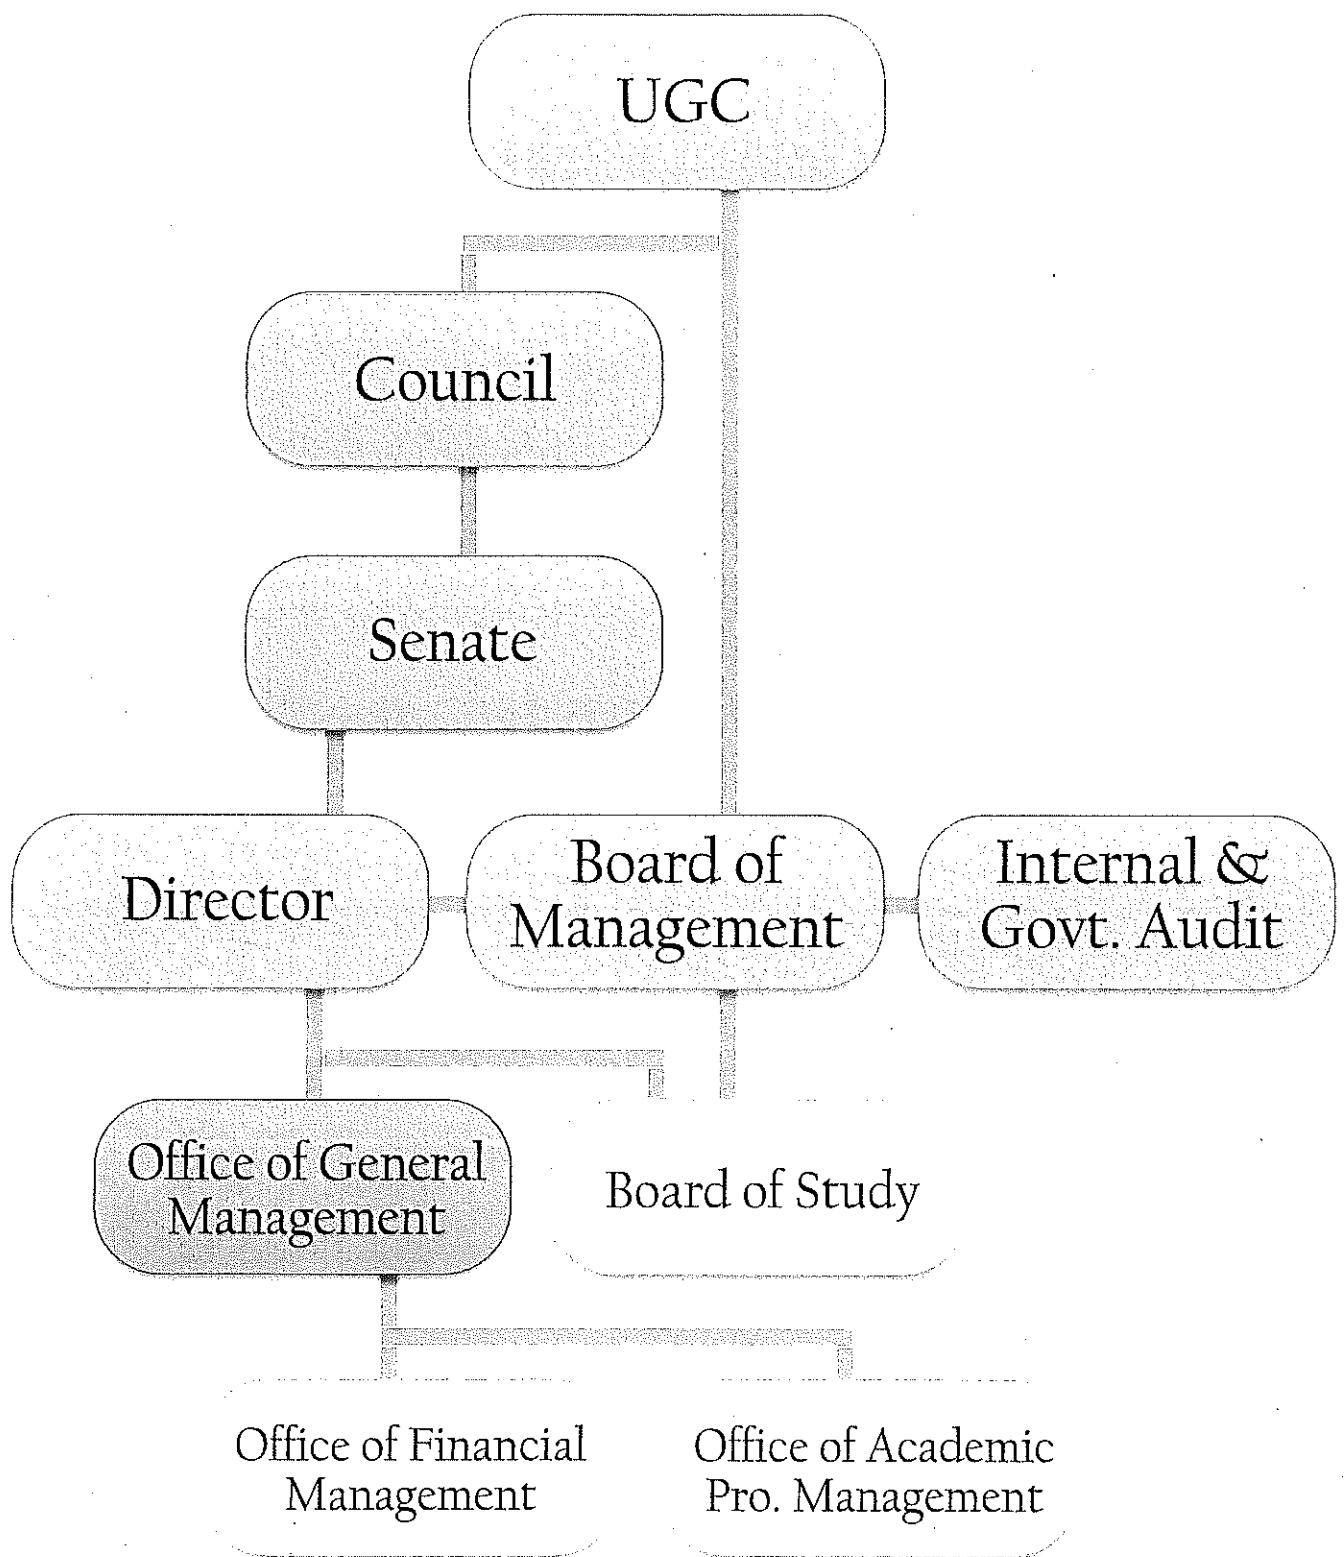 UGC
Council
Senate
Director
Board of
Management
Internal &
Govt. Audit
Office of General
Management
Board of Study
Office of Financial
Management
Office of Academic
Pro. Management